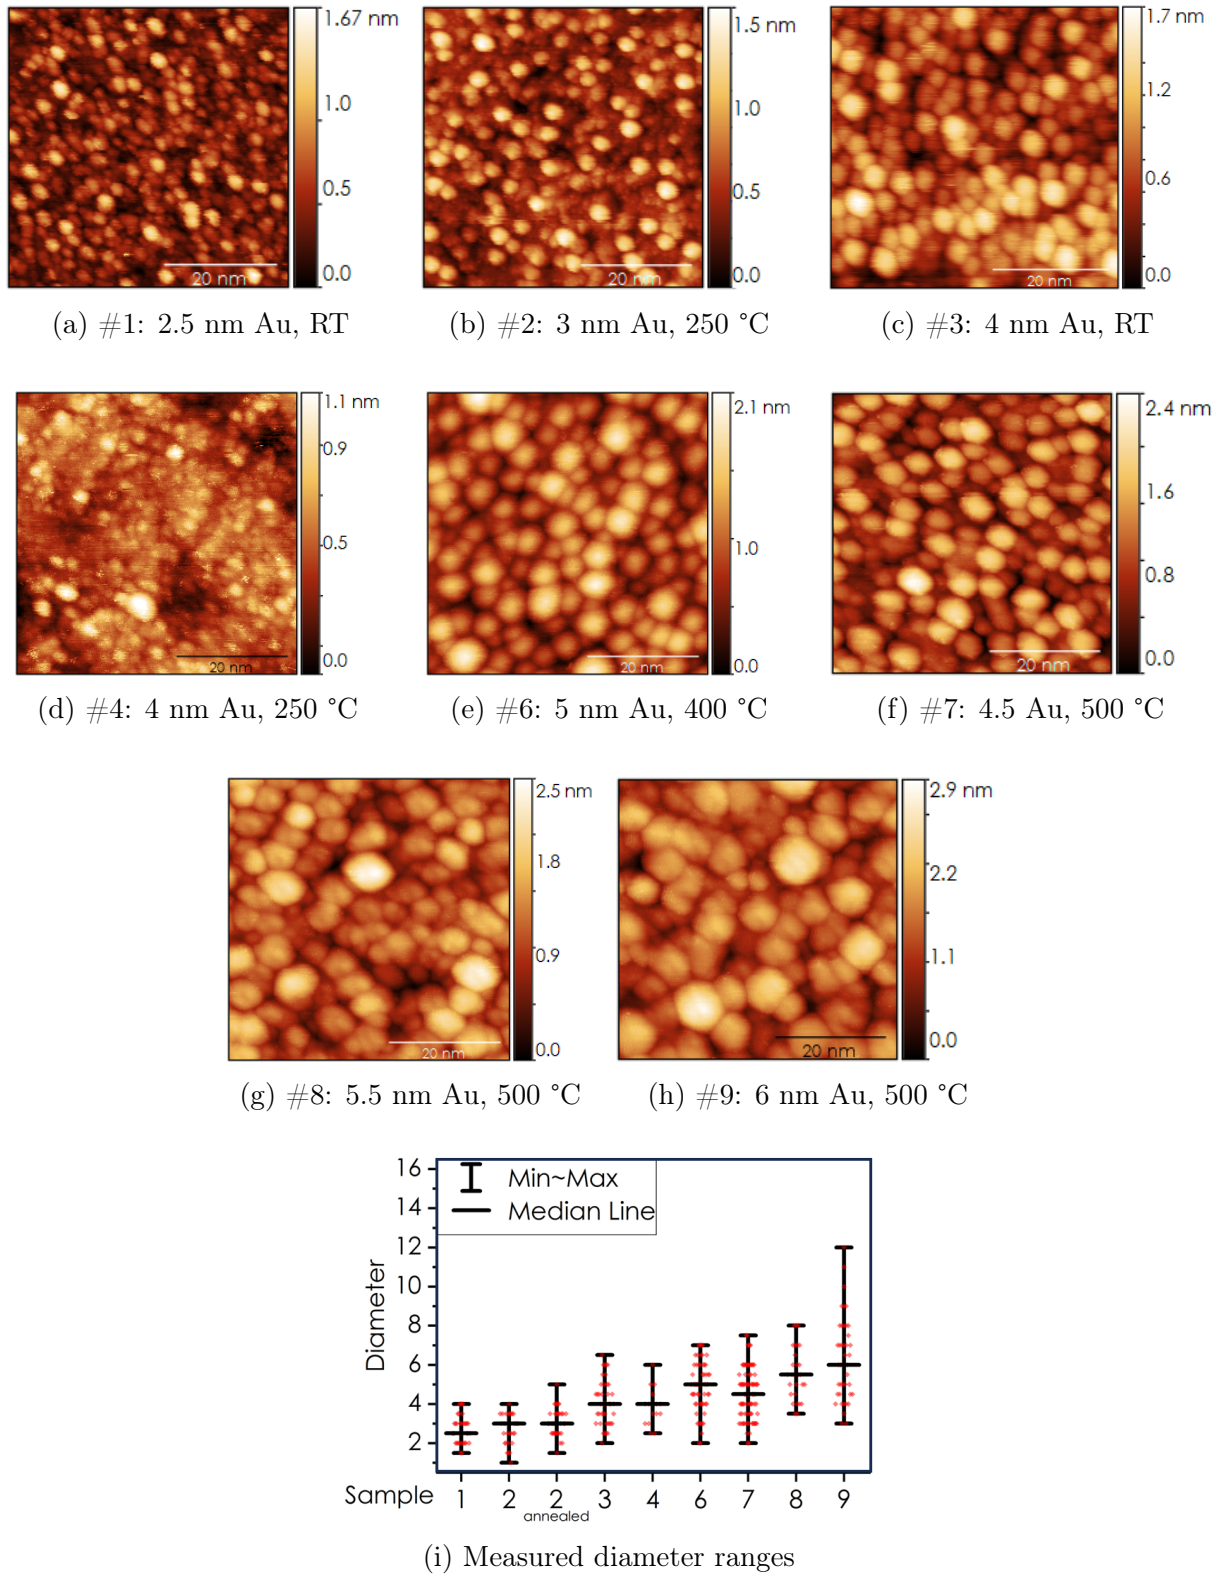 1.67 nm
1.0
0.5
0.0
20 nm
(a) #1: 2.5 nm Au, RT
1.5 nm
1.0
0.5
0.0
20 nm
(b) #2: 3 nm Au, 250 °C
1.7 nm
1.2
0.6
0.0
20 nm
(c) #3: 4 nm Au, RT
1.1 nm
0.9
0.5
0.0
20 nm
(d) #4: 4 nm Au, 250 °C
2.1 nm
1.0
0.0
20 nm
(e) #6: 5 nm Au, 400 °C
2.4 nm
1.6
0.8
0.0
20 nm
(f) #7: 4.5 Au, 500 °C
2.5 nm
1.8
0.9
0.0
20 nm
(g) #8: 5.5 nm Au, 500 °C
2.9 nm
2.2
1.1
0.0
20 nm
(h) #9: 6 nm Au, 500 °C
Min~Max
Median Line
Diameter
16
14
12
10
8
6
4
2
Sample 1 2 2 3 4 6 7 8 9
annealed
(i) Measured diameter ranges